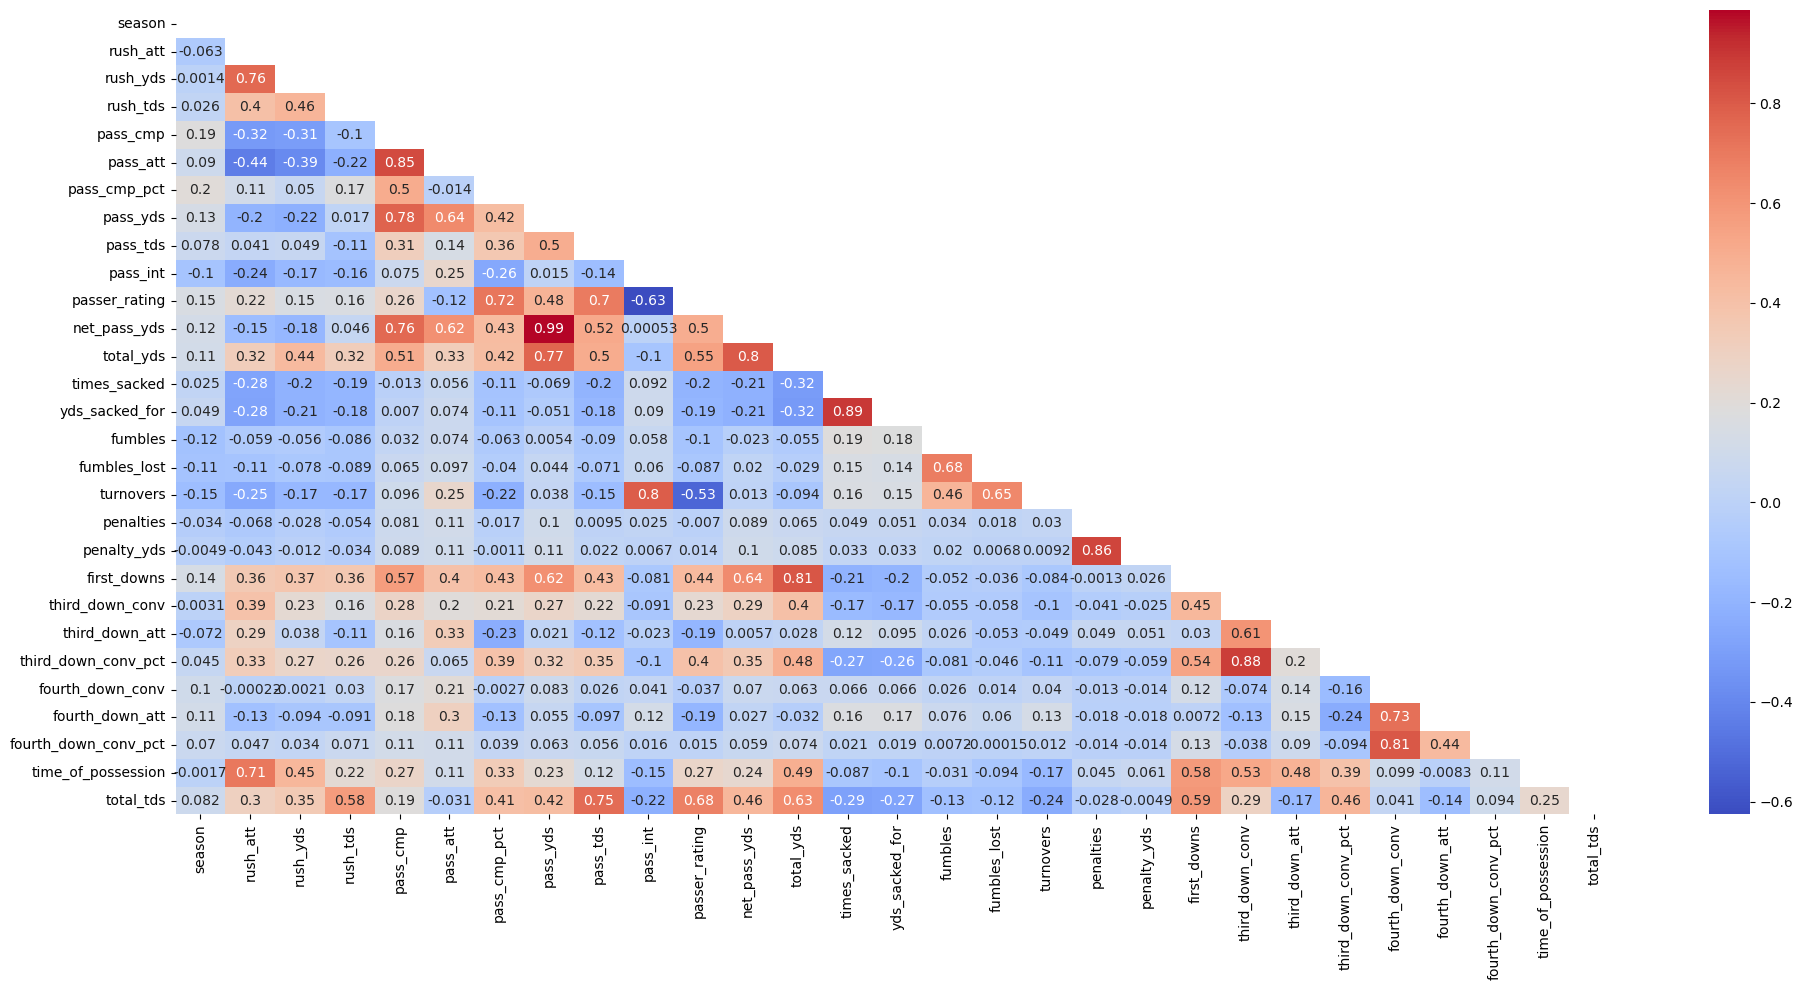 season
rush_att -0.063
rush_yds 0.0014 0.76
rush_tds 0.026 0.4 0.46
pass_cmp 0.19 -0.32 -0.31 -0.1
pass_att 0.09 -0.44 -0.39 -0.22 0.85
pass_cmp_pct 0.2 0.11 0.05 0.17 0.5 -0.014
pass_yds 0.13 -0.2 -0.22 0.017 0.78 0.64 0.42
pass_tds 0.078 0.041 0.049 -0.11 0.31 0.14 0.36 0.5
pass_int -0.1 -0.24 -0.17 -0.16 0.075 0.25 -0.26 0.015 -0.14
passer_rating 0.15 0.22 0.15 0.16 0.26 -0.12 0.72 0.48 0.7 -0.63
net_pass_yds 0.12 -0.15 -0.18 0.046 0.76 0.62 0.43 0.99 0.52 0.00053 0.5
total_yds 0.11 0.32 0.44 0.32 0.51 0.33 0.42 0.77 0.5 -0.1 0.55 0.8
times_sacked 0.025 -0.28 -0.2 -0.19 -0.013 0.056 -0.11 -0.069 -0.2 0.092 -0.2 -0.21 -0.32
yds_sacked_for 0.049 -0.28 -0.21 -0.18 0.007 0.074 -0.11 -0.051 -0.18 0.09 -0.19 -0.21 -0.32 0.89
fumbles -0.12 -0.059 -0.056 -0.086 0.032 0.074 -0.063 0.0054 -0.09 0.058 -0.1 -0.023 -0.055 0.19 0.18
fumbles_lost -0.11 -0.11 -0.078 -0.089 0.065 0.097 -0.04 0.044 -0.071 0.06 -0.087 0.02 -0.029 0.15 0.14 0.68
turnovers -0.15 -0.25 -0.17 -0.17 0.096 0.25 -0.22 0.038 -0.15 0.8 -0.53 0.013 -0.094 0.16 0.15 0.46 0.65
penalties -0.034 -0.068 -0.028 -0.054 0.081 0.11 -0.017 0.1 0.0095 0.025 -0.007 0.089 0.065 0.049 0.051 0.034 0.018 0.03
penalty_yds -0.0049 -0.043 -0.012 -0.034 0.089 0.11 -0.0011 0.11 0.022 0.0067 0.014 0.1 0.085 0.033 0.033 0.02 0.0068 0.0092 0.86
first_downs 0.14 0.36 0.37 0.36 0.57 0.4 0.43 0.62 0.43 -0.081 0.44 0.64 0.81 -0.21 -0.2 -0.052 -0.036 -0.084 -0.0013 0.026
third_down_conv -0.0031 0.39 0.23 0.16 0.28 0.2 0.21 0.27 0.22 -0.091 0.23 0.29 0.4 -0.17 -0.17 -0.055 -0.058 -0.1 -0.041 -0.025 0.45
third_down_att -0.072 0.29 0.038 -0.11 0.16 0.33 -0.23 0.021 -0.12 -0.023 -0.19 0.0057 0.028 0.12 0.095 0.026 -0.053 -0.049 0.049 0.051 0.03 0.61
third_down_conv_pct 0.045 0.33 0.27 0.26 0.26 0.065 0.39 0.32 0.35 -0.1 0.4 0.35 0.48 -0.27 -0.26 -0.081 -0.046 -0.11 -0.079 -0.059 0.54 0.88 0.2
fourth_down_conv 0.1 -0.00022 -0.0021 0.03 0.17 0.21 -0.0027 0.083 0.026 0.041 -0.037 0.07 0.063 0.066 0.066 0.026 0.014 0.04 -0.013 -0.014 0.12 -0.074 0.14 -0.16
fourth_down_att 0.11 -0.13 -0.094 -0.091 0.18 0.3 -0.13 0.055 -0.097 0.12 -0.19 0.027 -0.032 0.16 0.17 0.076 0.06 0.13 -0.018 -0.018 0.0072 -0.13 0.15 -0.24 0.73
fourth_down_conv_pct 0.07 0.047 0.034 0.071 0.11 0.11 0.039 0.063 0.056 0.016 0.015 0.059 0.074 0.021 0.019 0.0072 -0.00015 0.012 -0.014 -0.014 0.13 -0.038 0.09 -0.094 0.81 0.44
time_of_possession -0.0017 0.71 0.45 0.22 0.27 0.11 0.33 0.23 0.12 -0.15 0.27 0.24 0.49 -0.087 -0.1 -0.031 -0.094 -0.17 0.045 0.061 0.58 0.53 0.48 0.39 0.099 -0.0083 0.11
total_tds 0.082 0.3 0.35 0.58 0.19 -0.031 0.41 0.42 0.75 -0.22 0.68 0.46 0.63 -0.29 -0.27 -0.13 -0.12 -0.24 -0.028 -0.0049 0.59 0.29 -0.17 0.46 0.041 -0.14 0.094 0.25
season
rush_att
rush_yds
rush_tds
pass_cmp
pass_att
pass_cmp_pct
pass_yds
pass_tds
pass_int
passer_rating
net_pass_yds
total_yds
times_sacked
yds_sacked_for
fumbles
fumbles_lost
turnovers
penalties
penalty_yds
first_downs
third_down_conv
third_down_att
third_down_conv_pct
fourth_down_conv
fourth_down_att
fourth_down_conv_pct
time_of_possession
total_tds
0.8
0.6
0.4
0.2
0.0
−0.2
−0.4
−0.6